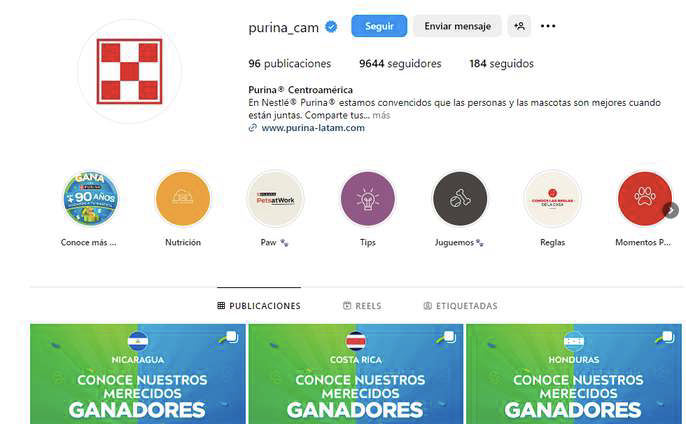 purina_cam
Seguir
Enviar mensaje
96 publicaciones
9644 seguidores
184 seguidos
Purina® Centroamérica
En Nestlé® Purina® estamos convencidos que las personas y las mascotas son mejores cuando
están juntas. Comparte tus... más
www.purina-latam.com
GANA
90 AÑOS
PURINA
PetsatWork
CONOCE LAS REGLAS
DE LA CASA
Conoce más ...
Nutrición
Paw
Tips
Juguemos
Reglas
Momentos P...
PUBLICACIONES
REELS
ETIQUETADAS
NICARAGUA
CONOCE NUESTROS
MERECIDOS
GANADORES
COSTA RICA
CONOCE NUESTROS
MERECIDOS
GANADORES
HONDURAS
CONOCE NUESTROS
MERECIDOS
GANADORES